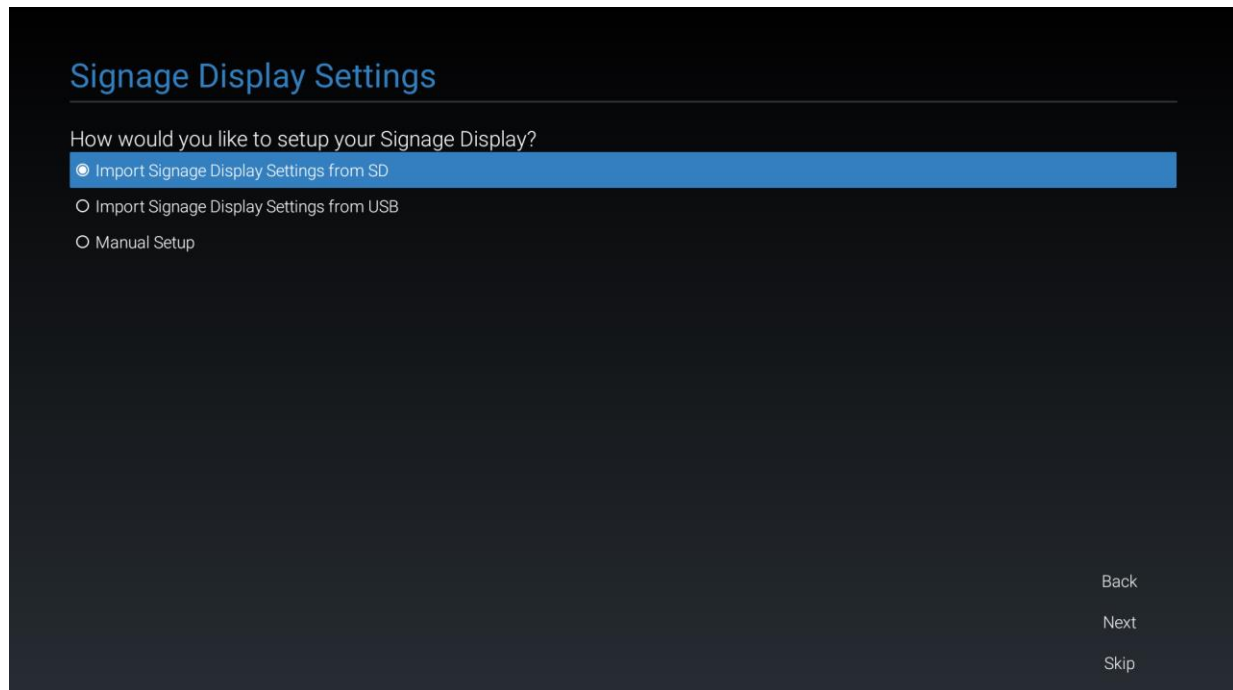 Signage Display Settings
How would you like to setup your Signage Display?
Import Signage Display Settings from SD
Import Signage Display Settings from USB
Manual Setup
Back
Next
Skip